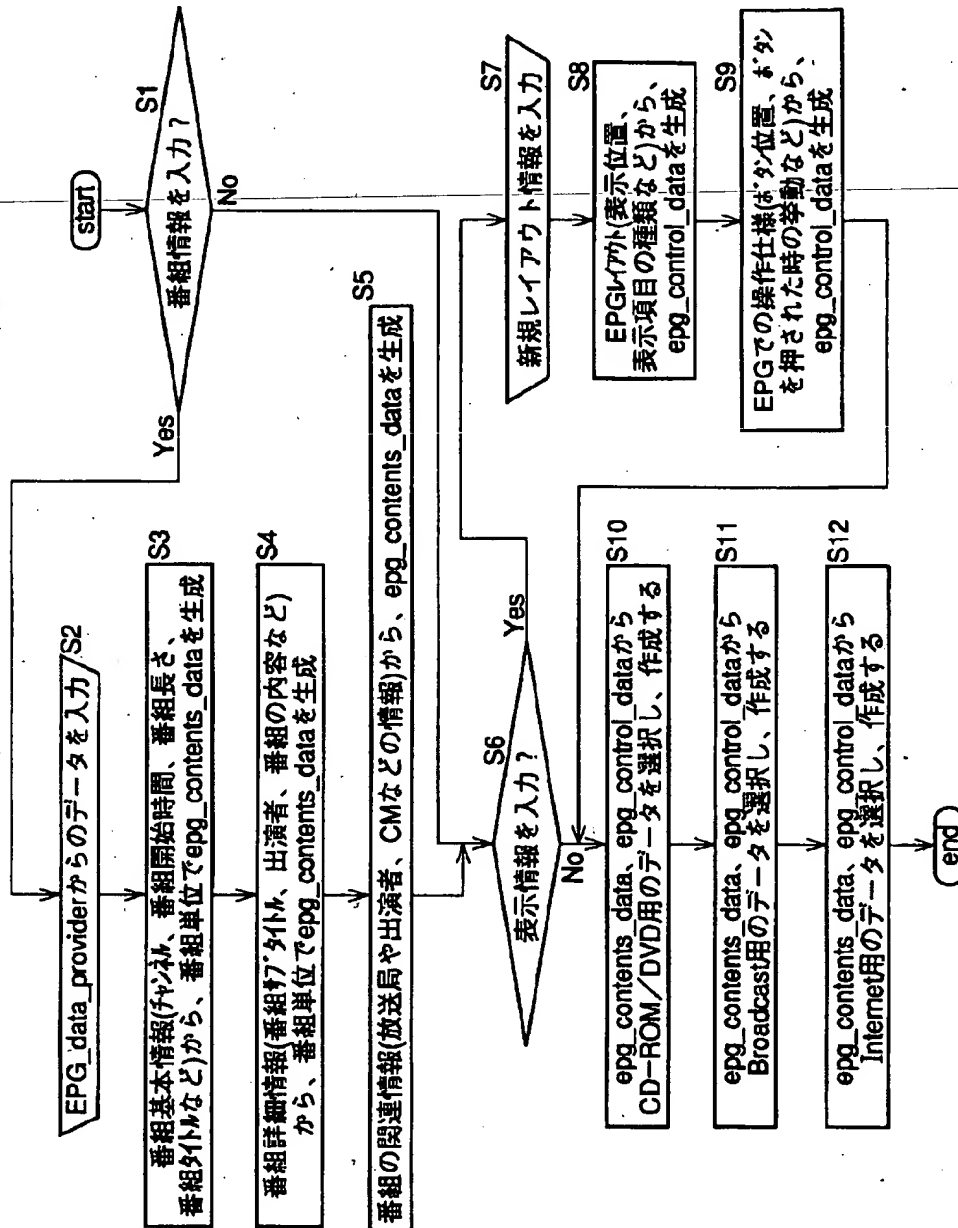 start
番組情報を入力?
S1
Yes
No
EPG_data_providerからのデータを入力
S2
番組基本情報(チャンネル、番組開始時間、番組長さ、
番組タイトルなど)から、番組単位でepg_contents_dataを生成
S3
番組詳細情報(番組サブタイトル、出演者、番組の内容など)
から、番組単位でepg_contents_dataを生成
S4
番組の関連情報(放送局や出演者、CMなどの情報)から、epg_contents_dataを生成
S5
表示情報を入力?
S6
Yes
No
新規レイアウト情報を入力
S7
EPGレイアウト(表示位置、
表示項目の種類など)から、
epg_control_dataを生成
S8
EPGでの操作仕様(ボタン位置、ボタン
を押された時の挙動など)から、
epg_control_dataを生成
S9
epg_contents_data、epg_control_dataから
CD-ROM/DVD用のデータを選択し、作成する
S10
epg_contents_data、epg_control_dataから
Broadcast用のデータを選択し、作成する
S11
epg_contents_data、epg_control_dataから
Internet用のデータを選択し、作成する
S12
end